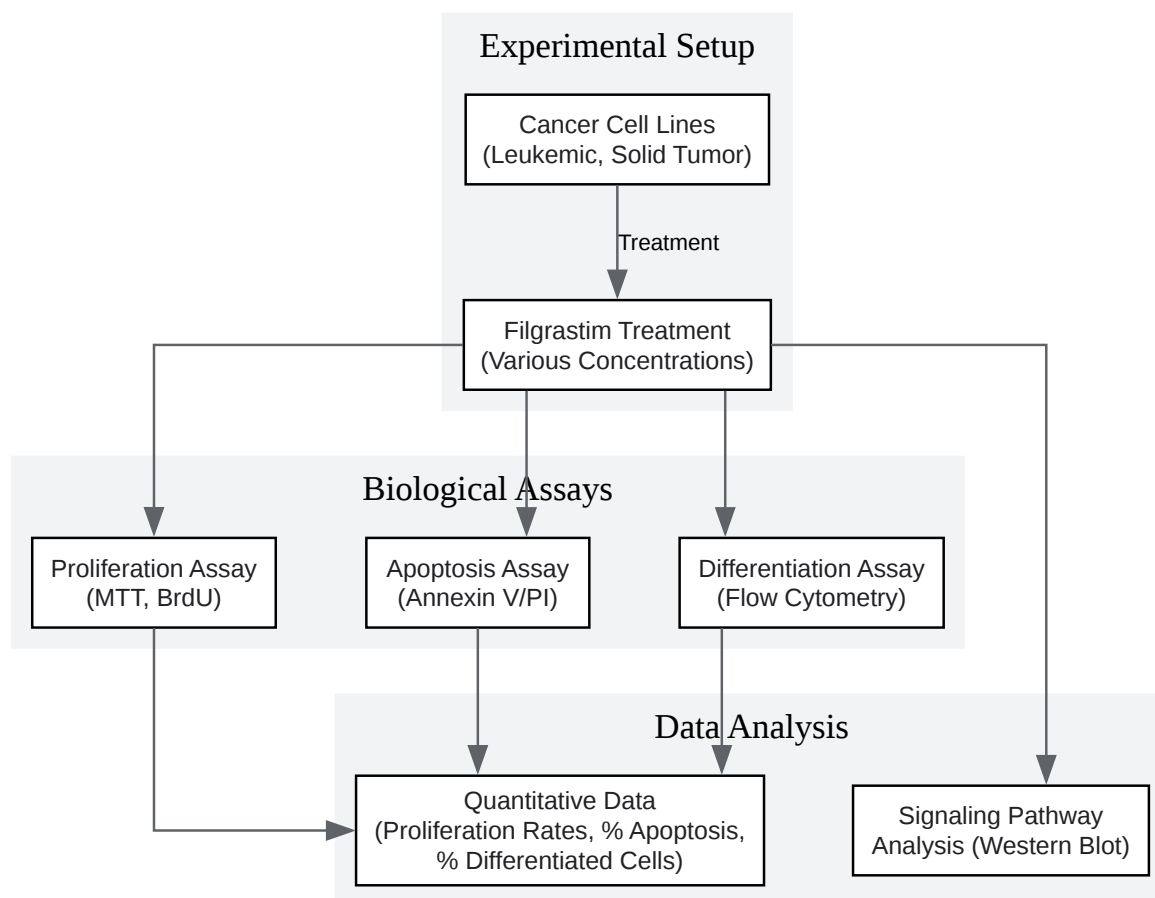 Experimental Setup
Cancer Cell Lines
(Leukemic, Solid Tumor)
Treatment
Filgrastim Treatment
(Various Concentrations)
Biological Assays
Proliferation Assay
(MTT, BrdU)
Apoptosis Assay
(Annexin V/PI)
Differentiation Assay
(Flow Cytometry)
Data Analysis
Quantitative Data
(Proliferation Rates, % Apoptosis,
% Differentiated Cells)
Signaling Pathway
Analysis (Western Blot)